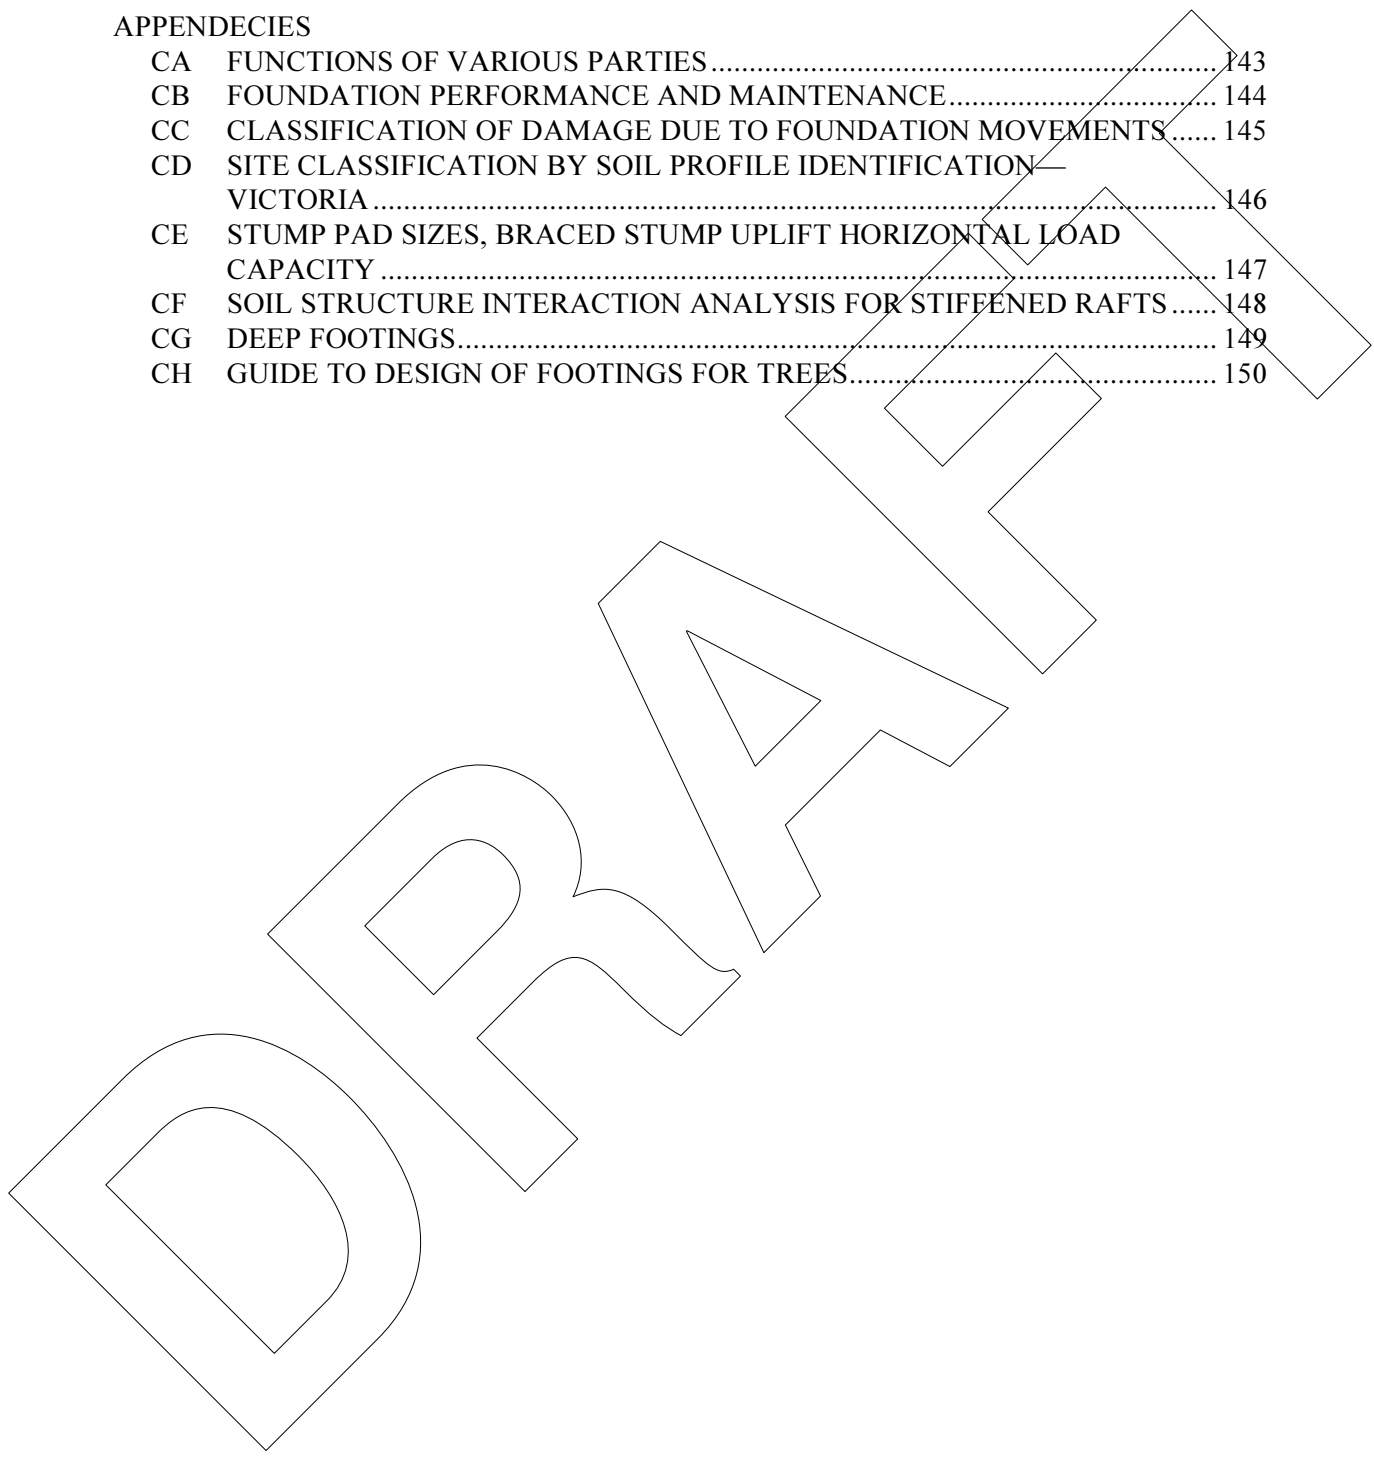 APPENDECIES
CA FUNCTIONS OF VARIOUS PARTIES.................................................................. 143
CB FOUNDATION PERFORMANCE AND MAINTENANCE................................... 144
CC CLASSIFICATION OF DAMAGE DUE TO FOUNDATION MOVEMENTS...... 145
CD SITE CLASSIFICATION BY SOIL PROFILE IDENTIFICATION—
VICTORIA.............................................................................................................. 146
CE STUMP PAD SIZES, BRACED STUMP UPLIFT HORIZONTAL LOAD
CAPACITY............................................................................................................. 147
CF SOIL STRUCTURE INTERACTION ANALYSIS FOR STIFFENED RAFTS...... 148
CG DEEP FOOTINGS................................................................................................... 149
CH GUIDE TO DESIGN OF FOOTINGS FOR TREES................................................ 150
DRAFT